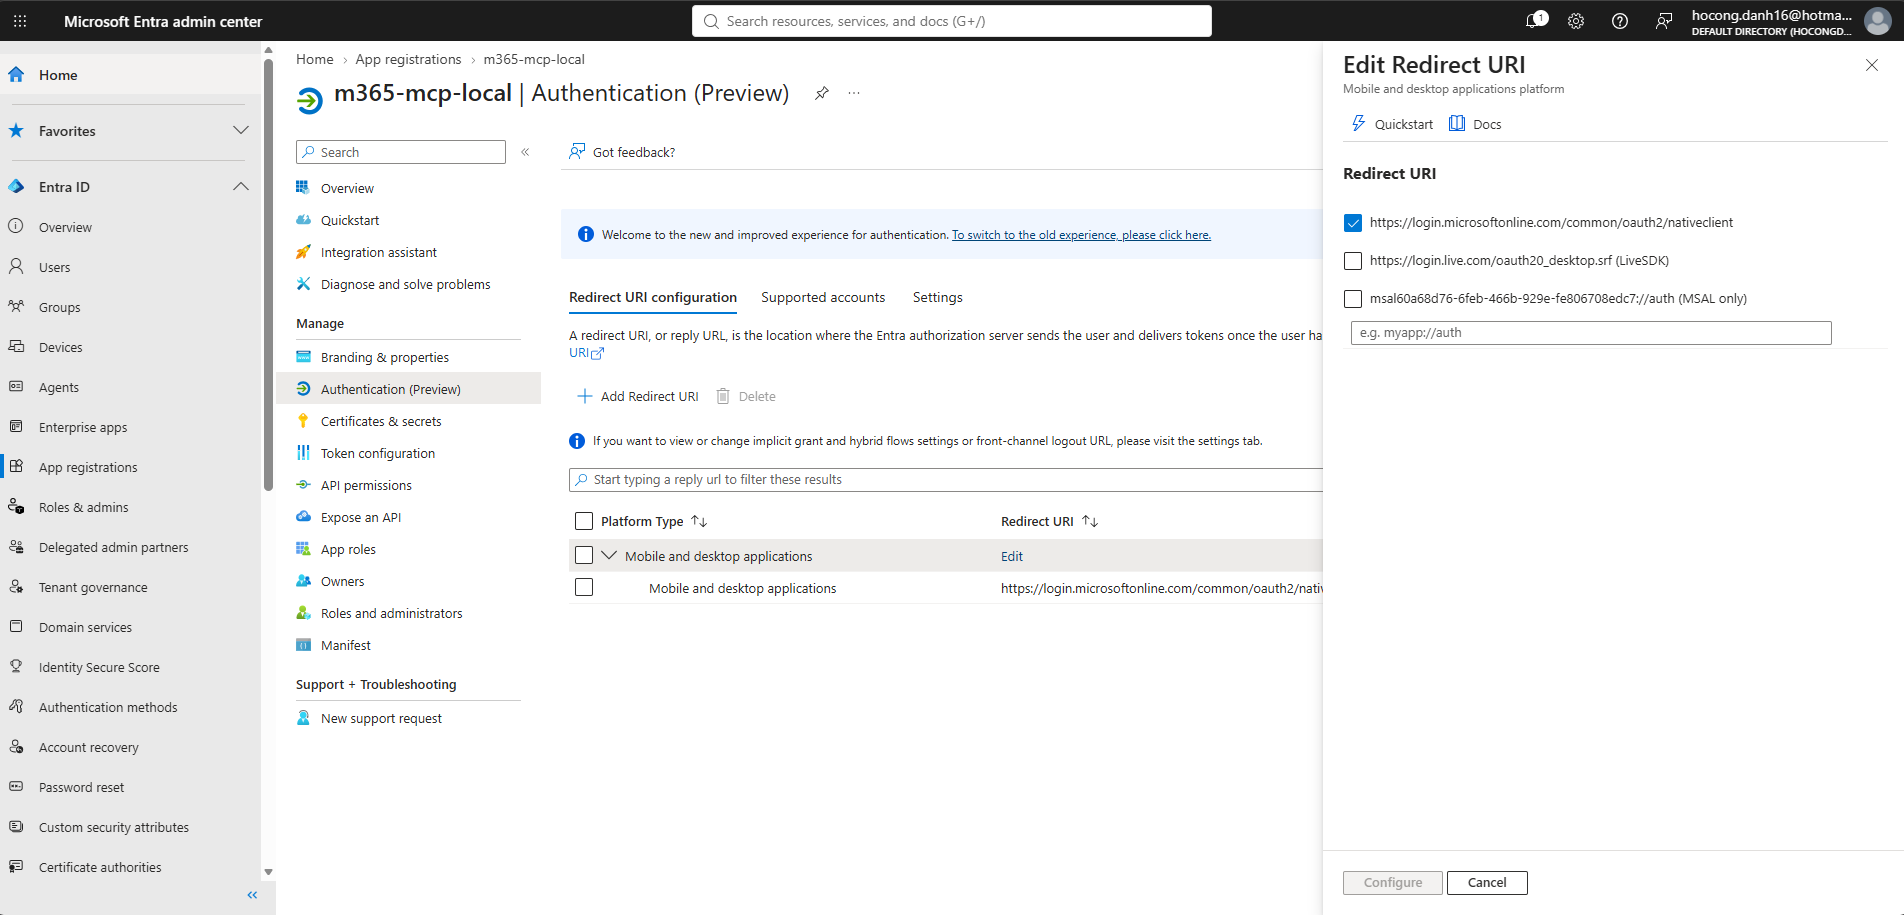 Microsoft Entra admin center
Search resources, services, and docs (G+/)
1
hocong.danh16@hotma...
DEFAULT DIRECTORY (HOCONGD...
Home
Favorites
Entra ID
Overview
Users
Groups
Devices
Agents
Enterprise apps
App registrations
Roles & admins
Delegated admin partners
Tenant governance
Domain services
Identity Secure Score
Authentication methods
Account recovery
Password reset
Custom security attributes
Certificate authorities
Home › App registrations › m365-mcp-local
m365-mcp-local | Authentication (Preview)
Search
Overview
Quickstart
Integration assistant
Diagnose and solve problems
Manage
Branding & properties
Authentication (Preview)
Certificates & secrets
Token configuration
API permissions
Expose an API
App roles
Owners
Roles and administrators
Manifest
Support + Troubleshooting
New support request
Got feedback?
Welcome to the new and improved experience for authentication. To switch to the old experience, please click here.
Redirect URI configuration Supported accounts Settings
A redirect URI, or reply URL, is the location where the Entra authorization server sends the user and delivers tokens once the user ha
URI
Add Redirect URI Delete
If you want to view or change implicit grant and hybrid flows settings or front-channel logout URL, please visit the settings tab.
Start typing a reply url to filter these results
Platform Type Redirect URI
Mobile and desktop applications Edit
Mobile and desktop applications https://login.microsoftonline.com/common/oauth2/nativ
Edit Redirect URI
Mobile and desktop applications platform
Quickstart Docs
Redirect URI
https://login.microsoftonline.com/common/oauth2/nativeclient
https://login.live.com/oauth20_desktop.srf (LiveSDK)
msal60a68d76-6feb-466b-929e-fe806708edc7://auth (MSAL only)
e.g. myapp://auth
Configure Cancel